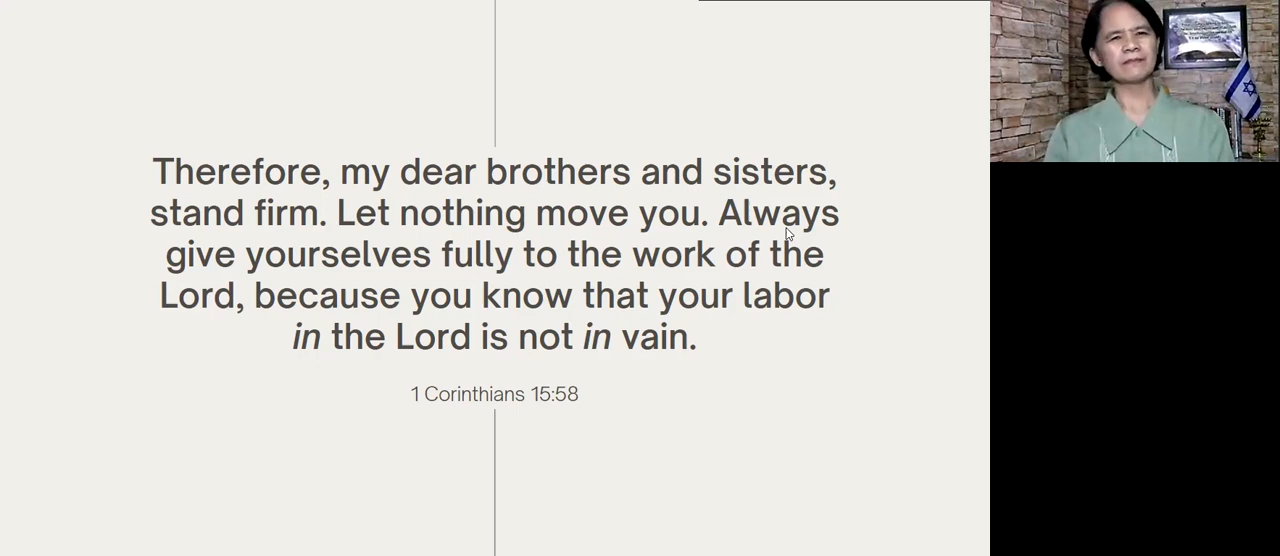 Therefore, my dear brothers and sisters,
stand firm. Let nothing move you. Always
give yourselves fully to the work of the
Lord, because you know that your labor
in the Lord is not in vain.
1 Corinthians 15:58